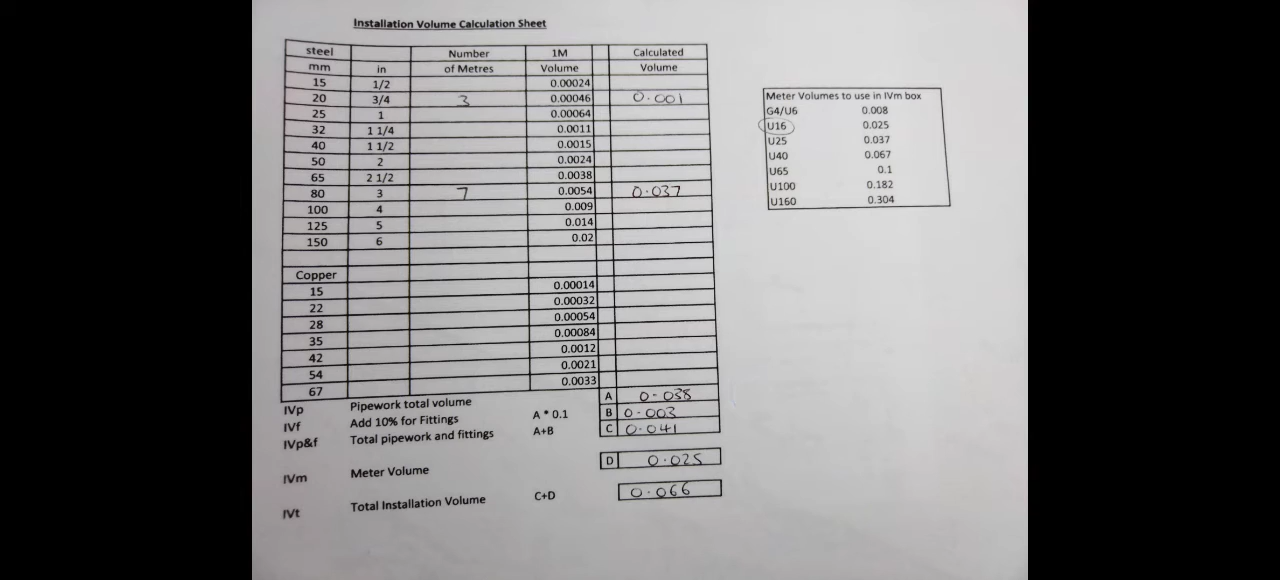 Installation Volume Calculation Sheet
steel Number 1M Calculated
mm in of Metres Volume Volume
15 1/2 0.00024
20 3/4 3 0.00046 0.001
25 1 0.00064
32 1 1/4 0.0011
40 1 1/2 0.0015
50 2 0.0024
65 2 1/2 0.0038
80 3 7 0.0054 0.037
100 4 0.009
125 5 0.014
150 6 0.02
Copper
15 0.00014
22 0.00032
28 0.00054
35 0.00084
42 0.0012
54 0.0021
67 0.0033
IVp Pipework total volume A 0.038
IVf Add 10% for Fittings A * 0.1 B 0.003
IVp&f Total pipework and fittings A+B C 0.041
IVm Meter Volume D 0.025
IVt Total Installation Volume C+D 0.066
Meter Volumes to use in IVm box
G4/U6 0.008
U16 0.025
U25 0.037
U40 0.067
U65 0.1
U100 0.182
U160 0.304